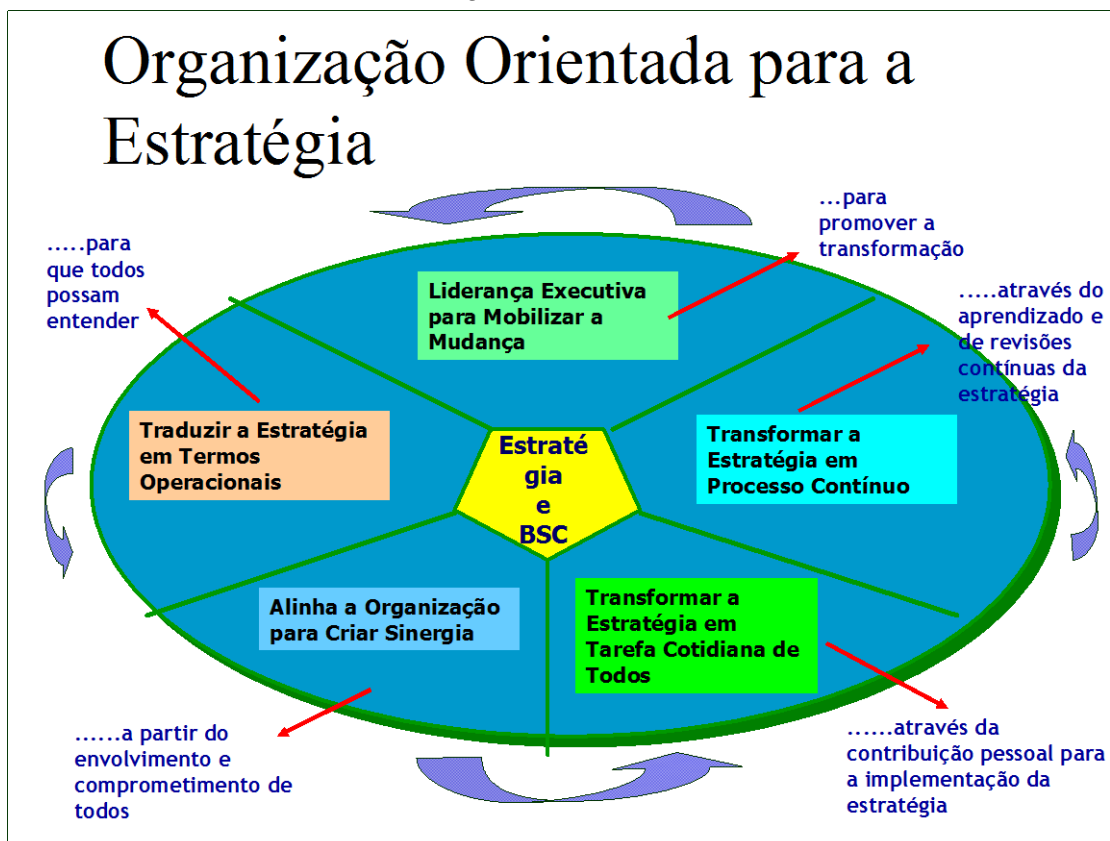 Organização Orientada para a
Estratégia
.....para
que todos
possam
entender
...para
promover a
transformação
Liderança Executiva
para Mobilizar a
Mudança
.....através do
aprendizado e
de revisões
contínuas da
estratégia
Traduzir a Estratégia
em Termos
Operacionais
Estraté
gia
e
BSC
Transformar a
Estratégia em
Processo Contínuo
Alinha a Organização
para Criar Sinergia
Transformar a
Estratégia em
Tarefa Cotidiana de
Todos
......a partir do
envolvimento e
comprometimento de
todos
......através da
contribuição pessoal para
a implementação da
estratégia